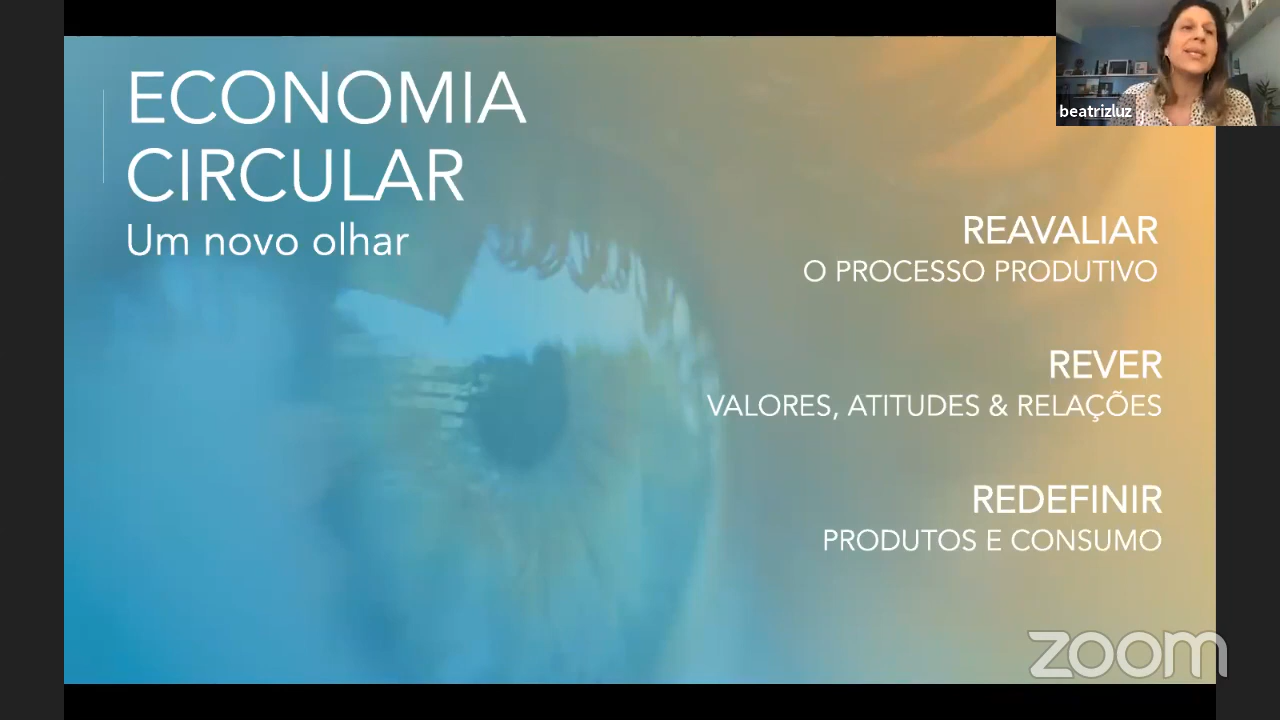 ECONOMIA
CIRCULAR
Um novo olhar
beatrizluz
REAVALIAR
O PROCESSO PRODUTIVO
REVER
VALORES, ATITUDES & RELAÇÕES
REDEFINIR
PRODUTOS E CONSUMO
zoom